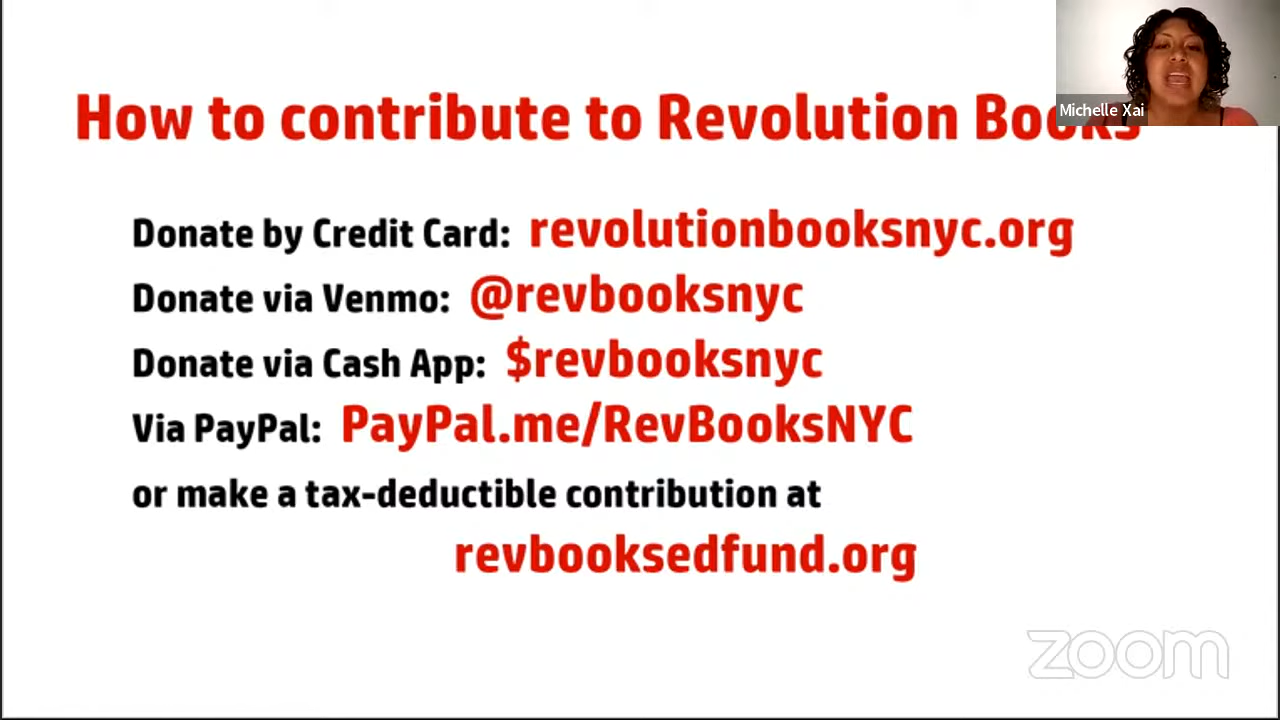 How to contribute to Revolution Books
Michelle Xai
Donate by Credit Card: revolutionbooksnyc.org
Donate via Venmo: @revbooksnyc
Donate via Cash App: $revbooksnyc
Via PayPal: PayPal.me/RevBooksNYC
or make a tax-deductible contribution at
revbooksedfund.org
zoom